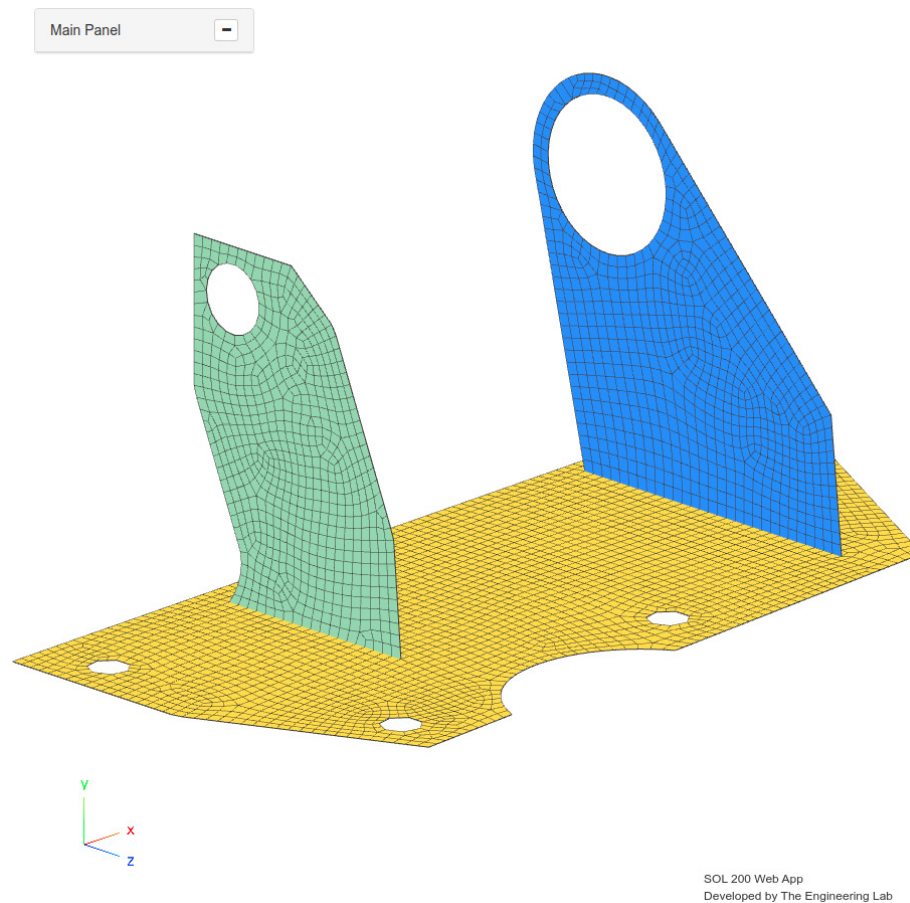 Main Panel
y
x
z
SOL 200 Web App
Developed by The Engineering Lab